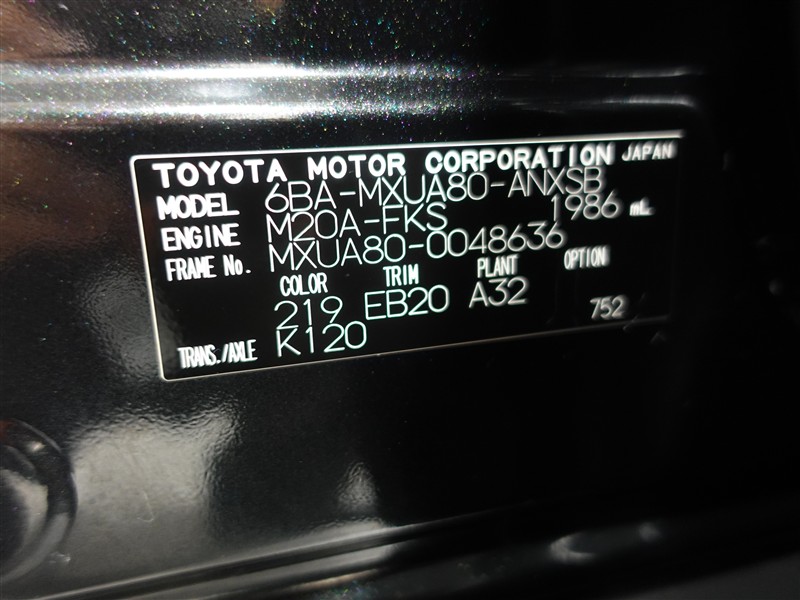 TOYOTA MOTOR CORPORATION JAPAN
MODEL 6BA-MXUA80-ANXSB
ENGINE M20A-FKS 1986 mL
FRAME No. MXUA80-0048636
COLOR TRIM PLANT OPTION
219 EB20 A32 752
TRANS./AXLE K120